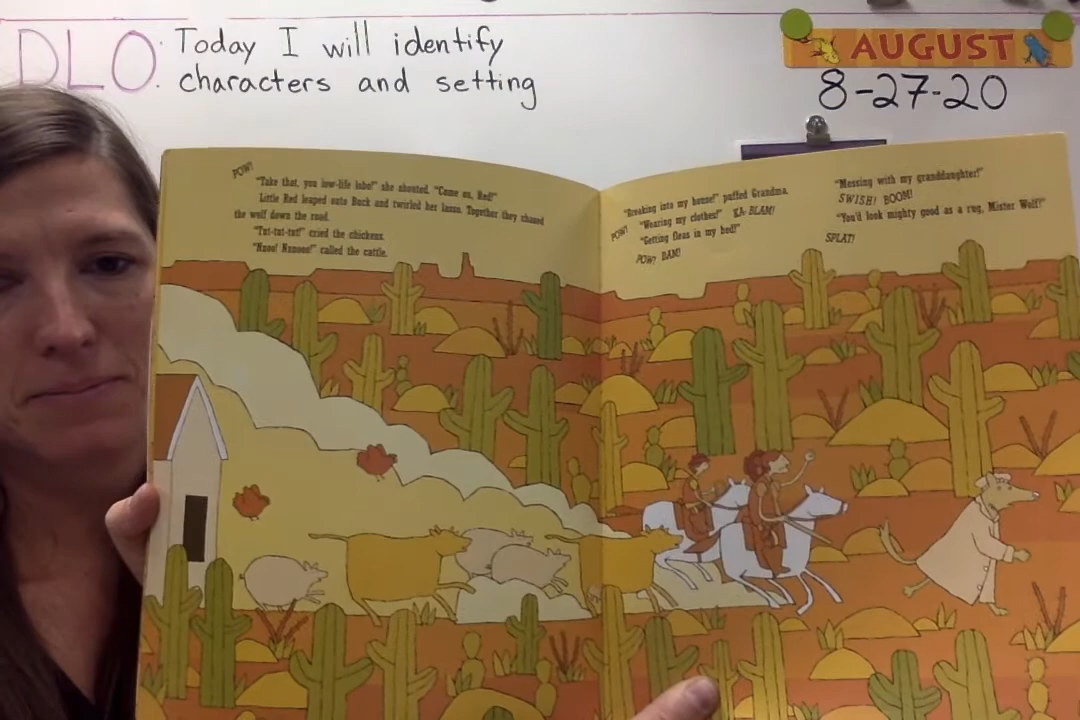 DLO: Today I will identify
characters and setting
AUGUST
8-27-20
POW!
"Take that, you low-life lobo!" she shouted. "Come on, Red!"
Little Red leaped onto Buck and twirled her lasso. Together they chased
the wolf down the road.
"Tut-tut-tut!" cried the chickens.
"Nooo! Nooooo!" called the cattle.
"Breaking into my house!" puffed Grandma.
POW! "Wearing my clothes!" KA-BLAM!
"Getting fleas in my bed!"
POW! BAM!
"Messing with my granddaughter!"
SWISH! BOOM!
"You'd look mighty good as a rug, Mister Wolf!"
SPLAT!